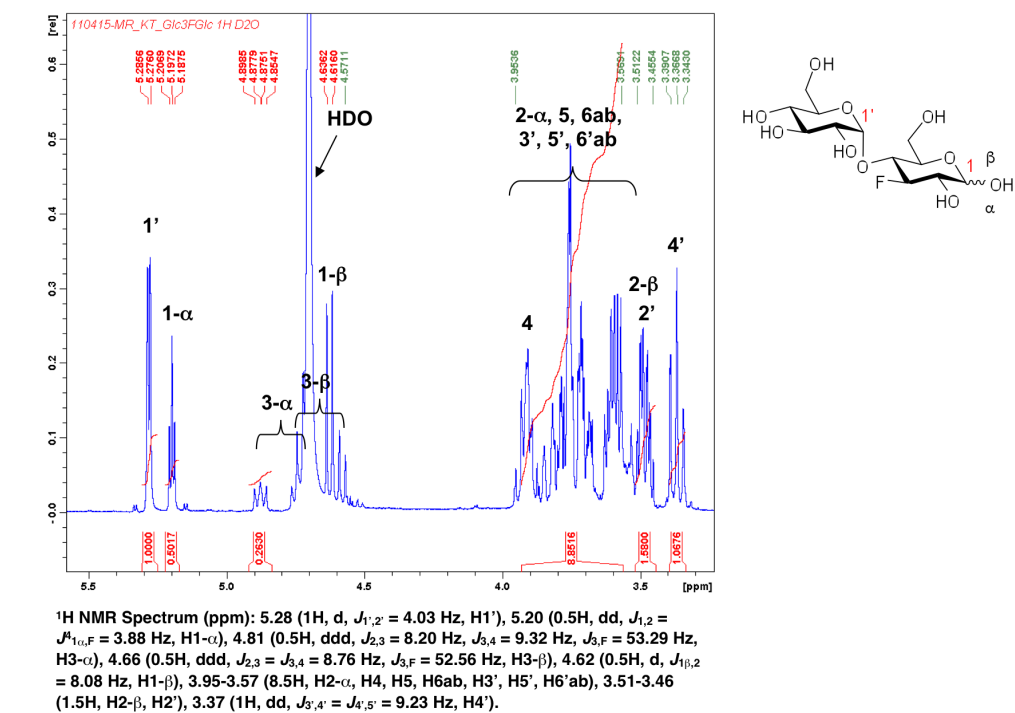 110415-MR_KT_Glc3FGlc 1H D2O
[rel]
5.2856
5.2760
5.2069
5.1972
5.1875
4.8985
4.8779
4.8751
4.8547
4.6362
4.6160
4.5711
3.9536
3.5691
3.5122
3.4554
3.3907
3.3668
3.3430
HDO
2-α, 5, 6ab,
3', 5', 6'ab
1'
1-α
3-α
3-β
1-β
4
2-β
2'
4'
0.6
0.5
0.4
0.3
0.2
0.1
- 0.0
1.0000
0.5017
0.2630
8.8516
1.5800
1.0676
5.5 5.0 4.5 4.0 3.5 [ppm]
OH
HO
O
1'
HO
HO
OH
O
O
1
β
F
HO
OH
α
¹H NMR Spectrum (ppm): 5.28 (1H, d, J1',2' = 4.03 Hz, H1'), 5.20 (0.5H, dd, J1,2 =
J⁴1α,F = 3.88 Hz, H1-α), 4.81 (0.5H, ddd, J2,3 = 8.20 Hz, J3,4 = 9.32 Hz, J3,F = 53.29 Hz,
H3-α), 4.66 (0.5H, ddd, J2,3 = J3,4 = 8.76 Hz, J3,F = 52.56 Hz, H3-β), 4.62 (0.5H, d, J1β,2
= 8.08 Hz, H1-β), 3.95-3.57 (8.5H, H2-α, H4, H5, H6ab, H3', H5', H6'ab), 3.51-3.46
(1.5H, H2-β, H2'), 3.37 (1H, dd, J3',4' = J4',5' = 9.23 Hz, H4').